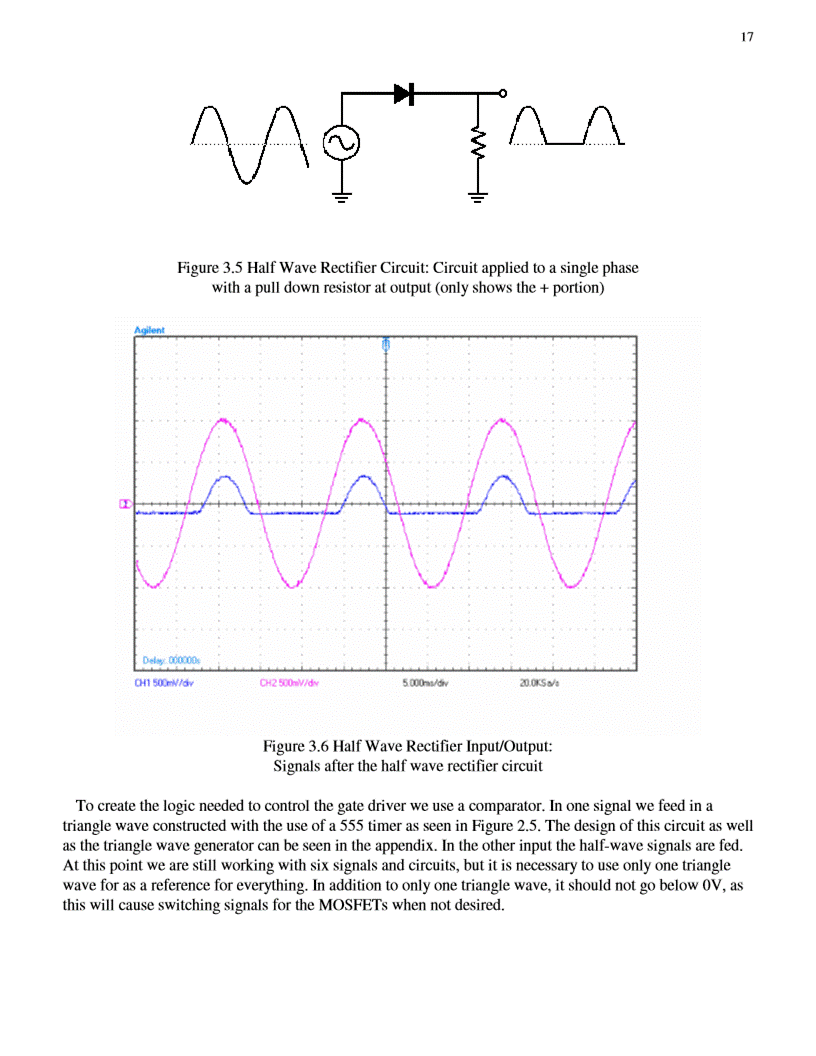 17
Figure 3.5 Half Wave Rectifier Circuit: Circuit applied to a single phase
with a pull down resistor at output (only shows the + portion)
Agilent
Delay: 000000s
CH1 500mV/div CH2 500mV/div 5.000ms/div 20.0KSa/s
Figure 3.6 Half Wave Rectifier Input/Output:
Signals after the half wave rectifier circuit
To create the logic needed to control the gate driver we use a comparator. In one signal we feed in a
triangle wave constructed with the use of a 555 timer as seen in Figure 2.5. The design of this circuit as well
as the triangle wave generator can be seen in the appendix. In the other input the half-wave signals are fed.
At this point we are still working with six signals and circuits, but it is necessary to use only one triangle
wave for as a reference for everything. In addition to only one triangle wave, it should not go below 0V, as
this will cause switching signals for the MOSFETs when not desired.